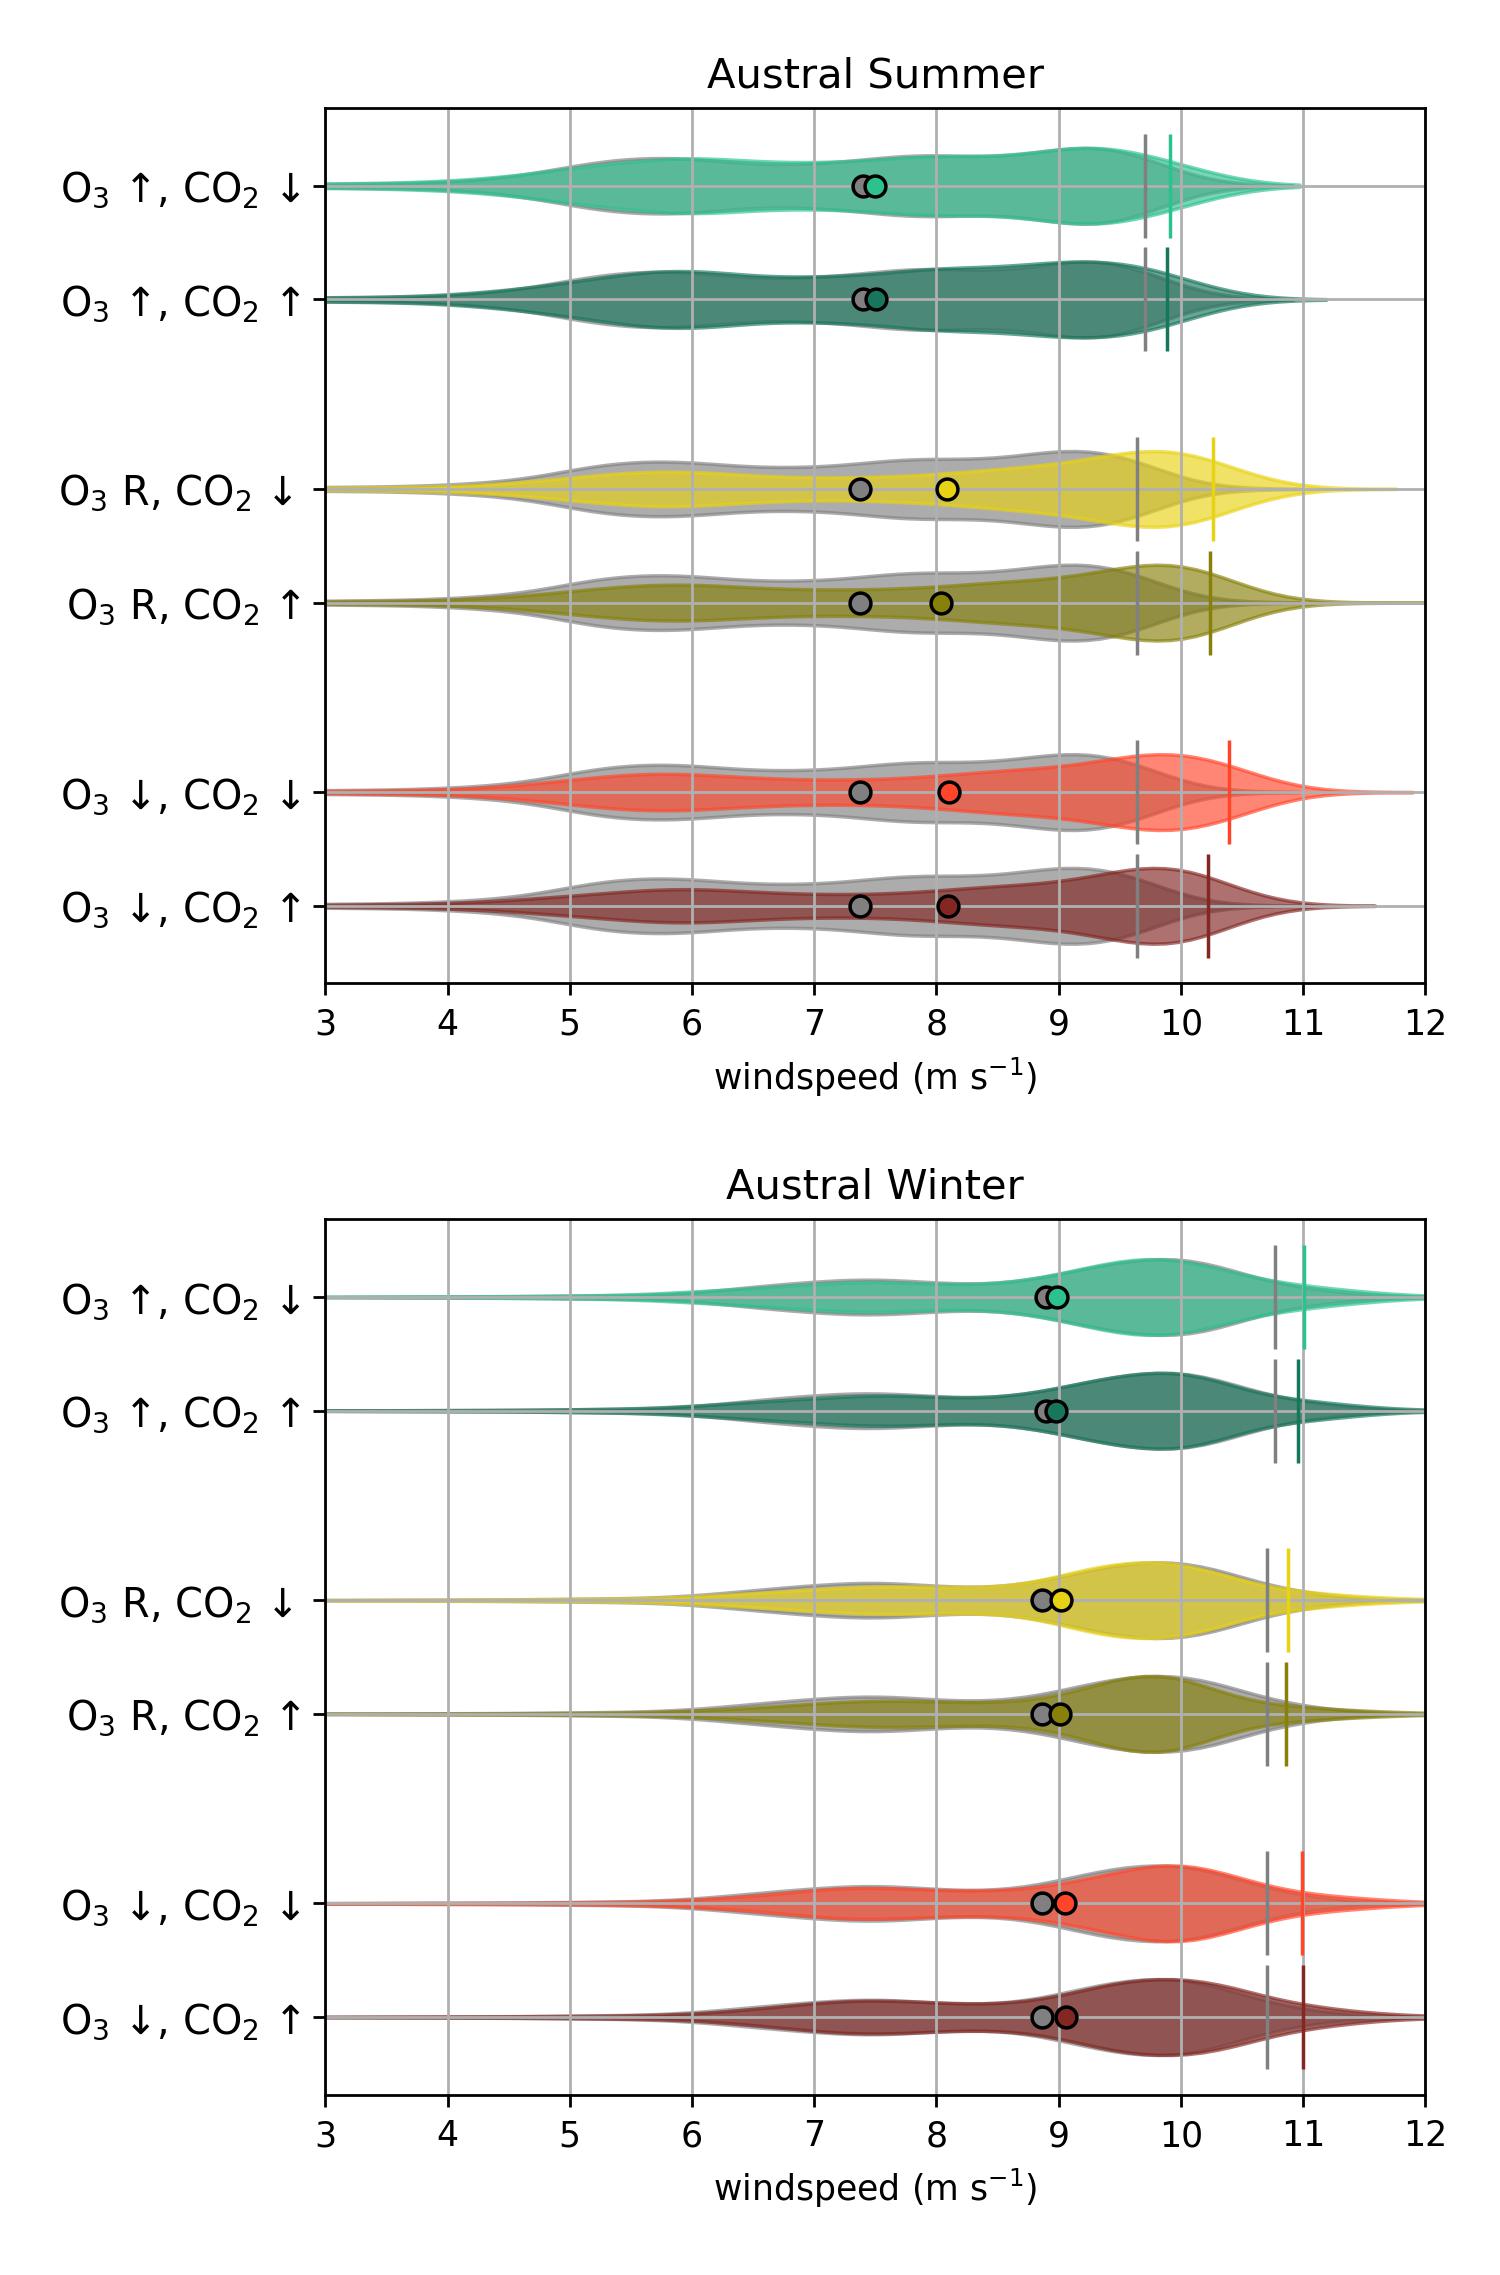 Austral Summer
O₃ ↑, CO₂ ↓
O₃ ↑, CO₂ ↑
O₃ R, CO₂ ↓
O₃ R, CO₂ ↑
O₃ ↓, CO₂ ↓
O₃ ↓, CO₂ ↑
3 4 5 6 7 8 9 10 11 12
windspeed (m s⁻¹)
Austral Winter
O₃ ↑, CO₂ ↓
O₃ ↑, CO₂ ↑
O₃ R, CO₂ ↓
O₃ R, CO₂ ↑
O₃ ↓, CO₂ ↓
O₃ ↓, CO₂ ↑
3 4 5 6 7 8 9 10 11 12
windspeed (m s⁻¹)